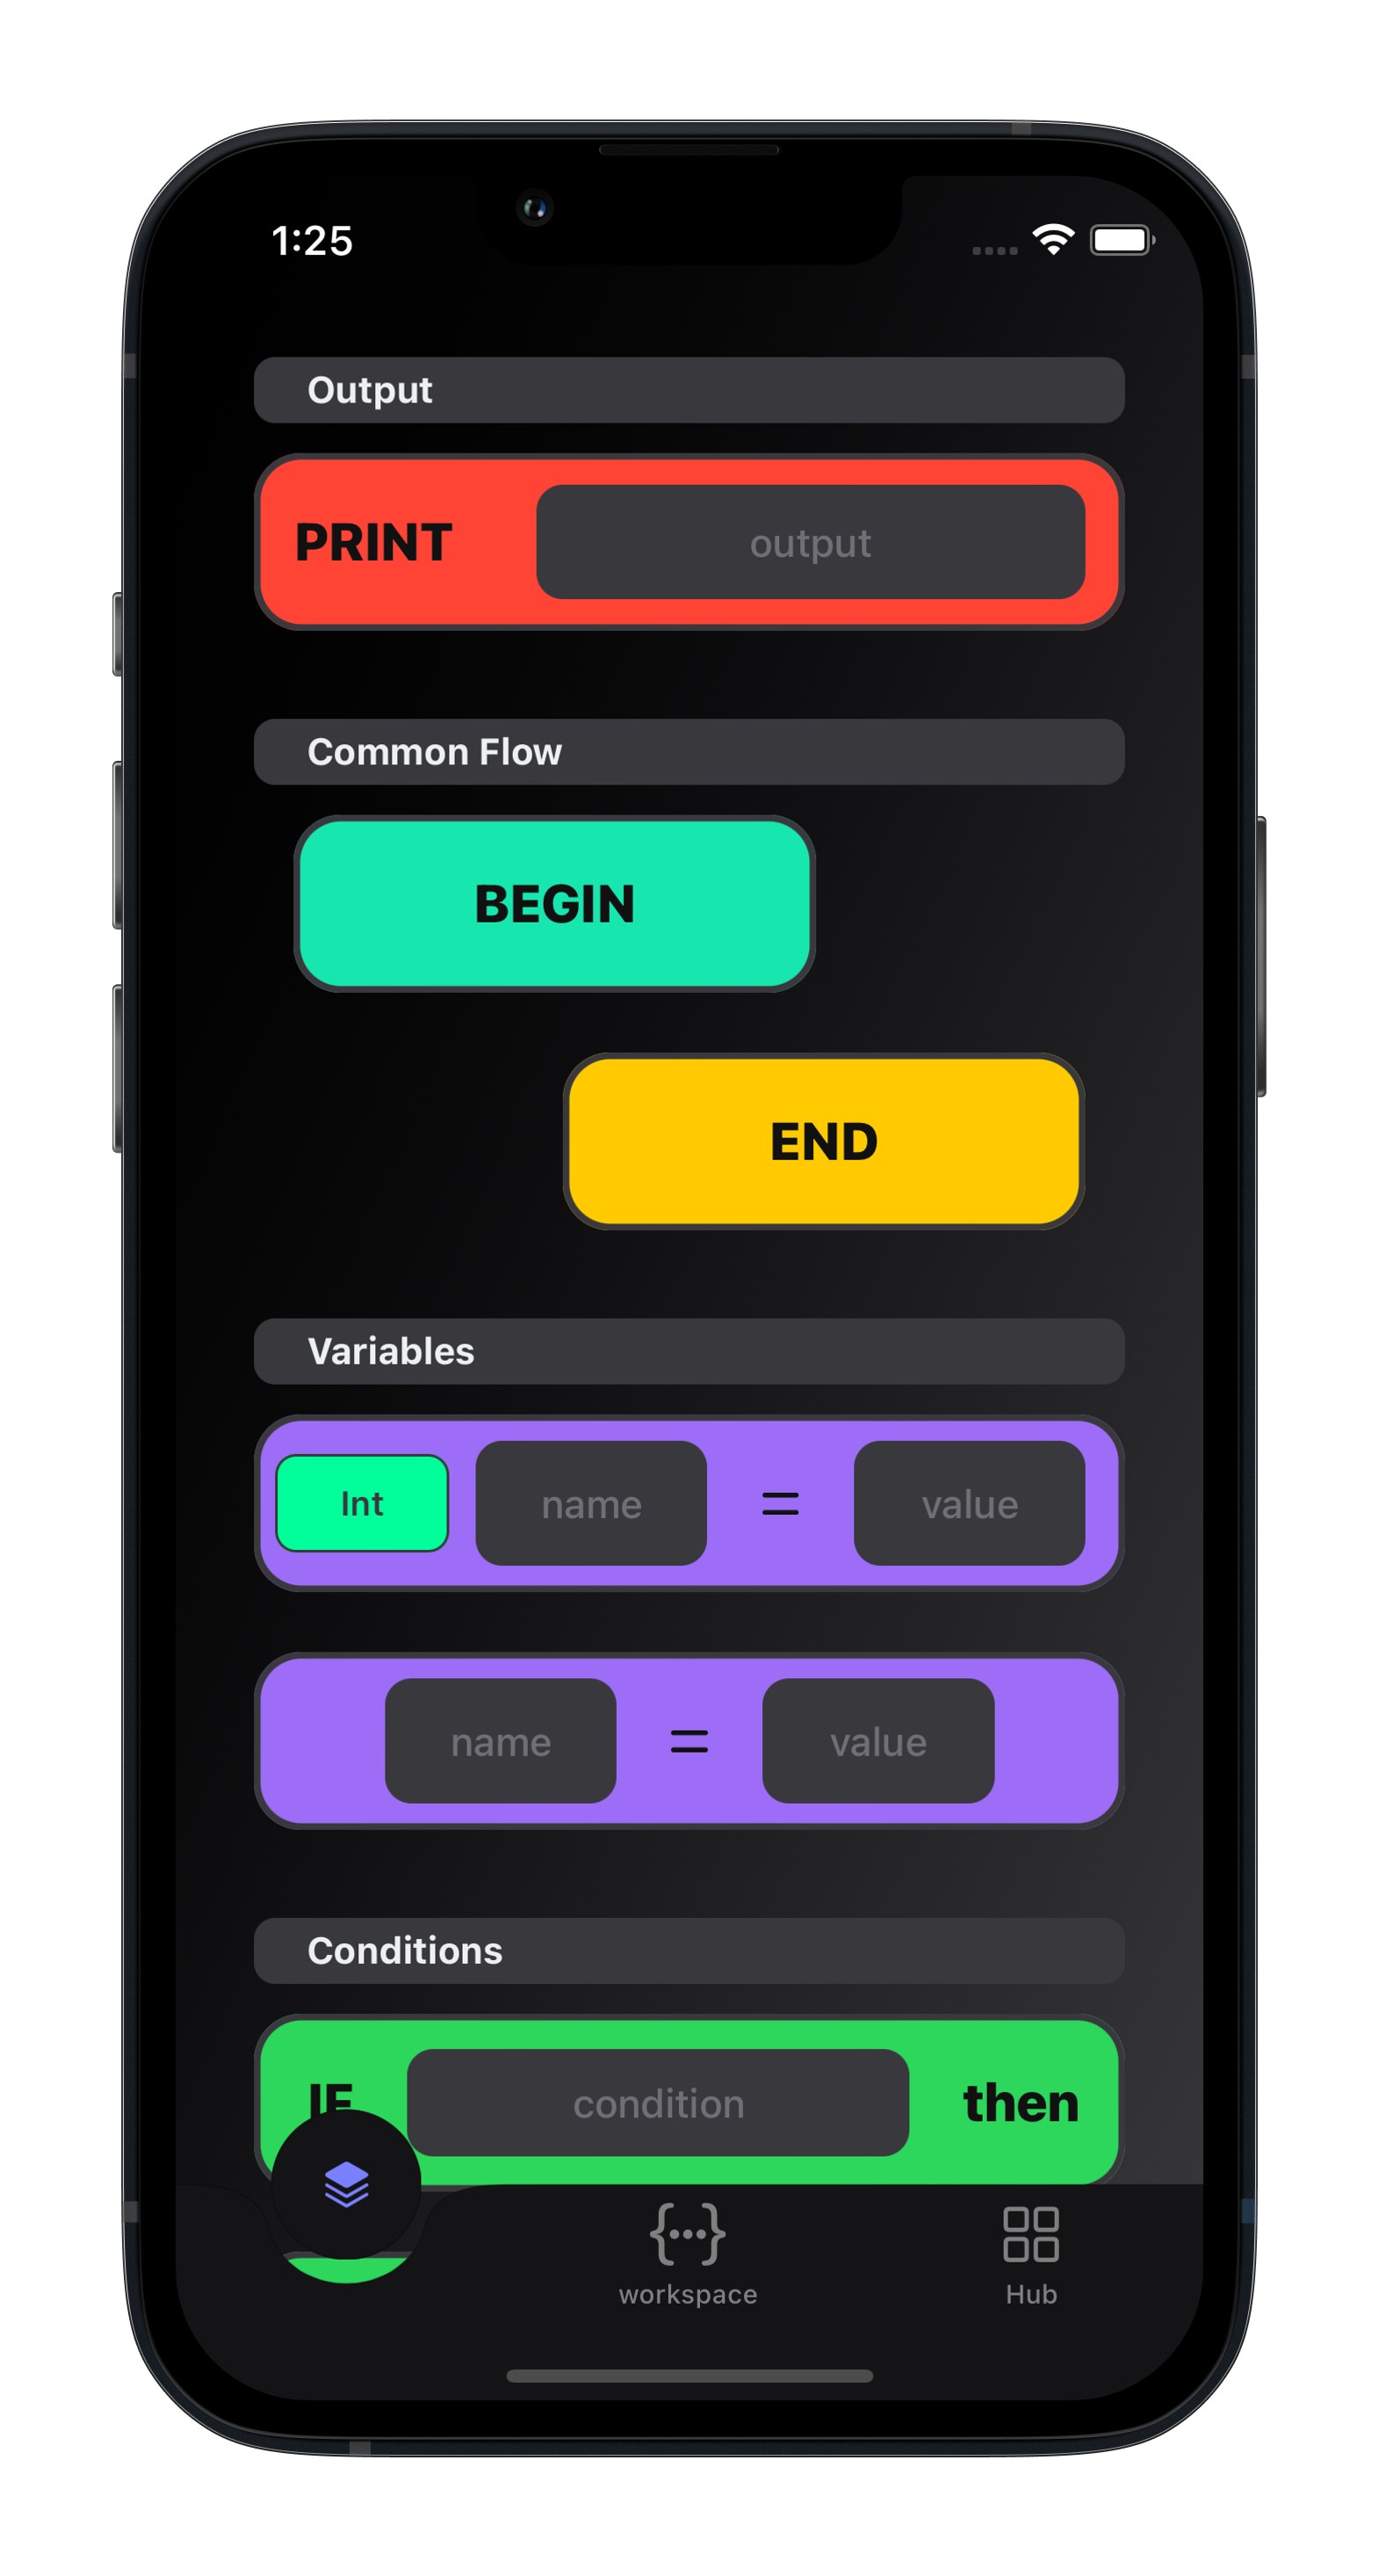 1:25
Output
PRINT output
Common Flow
BEGIN
END
Variables
Int name = value
name = value
Conditions
IF condition then
workspace Hub